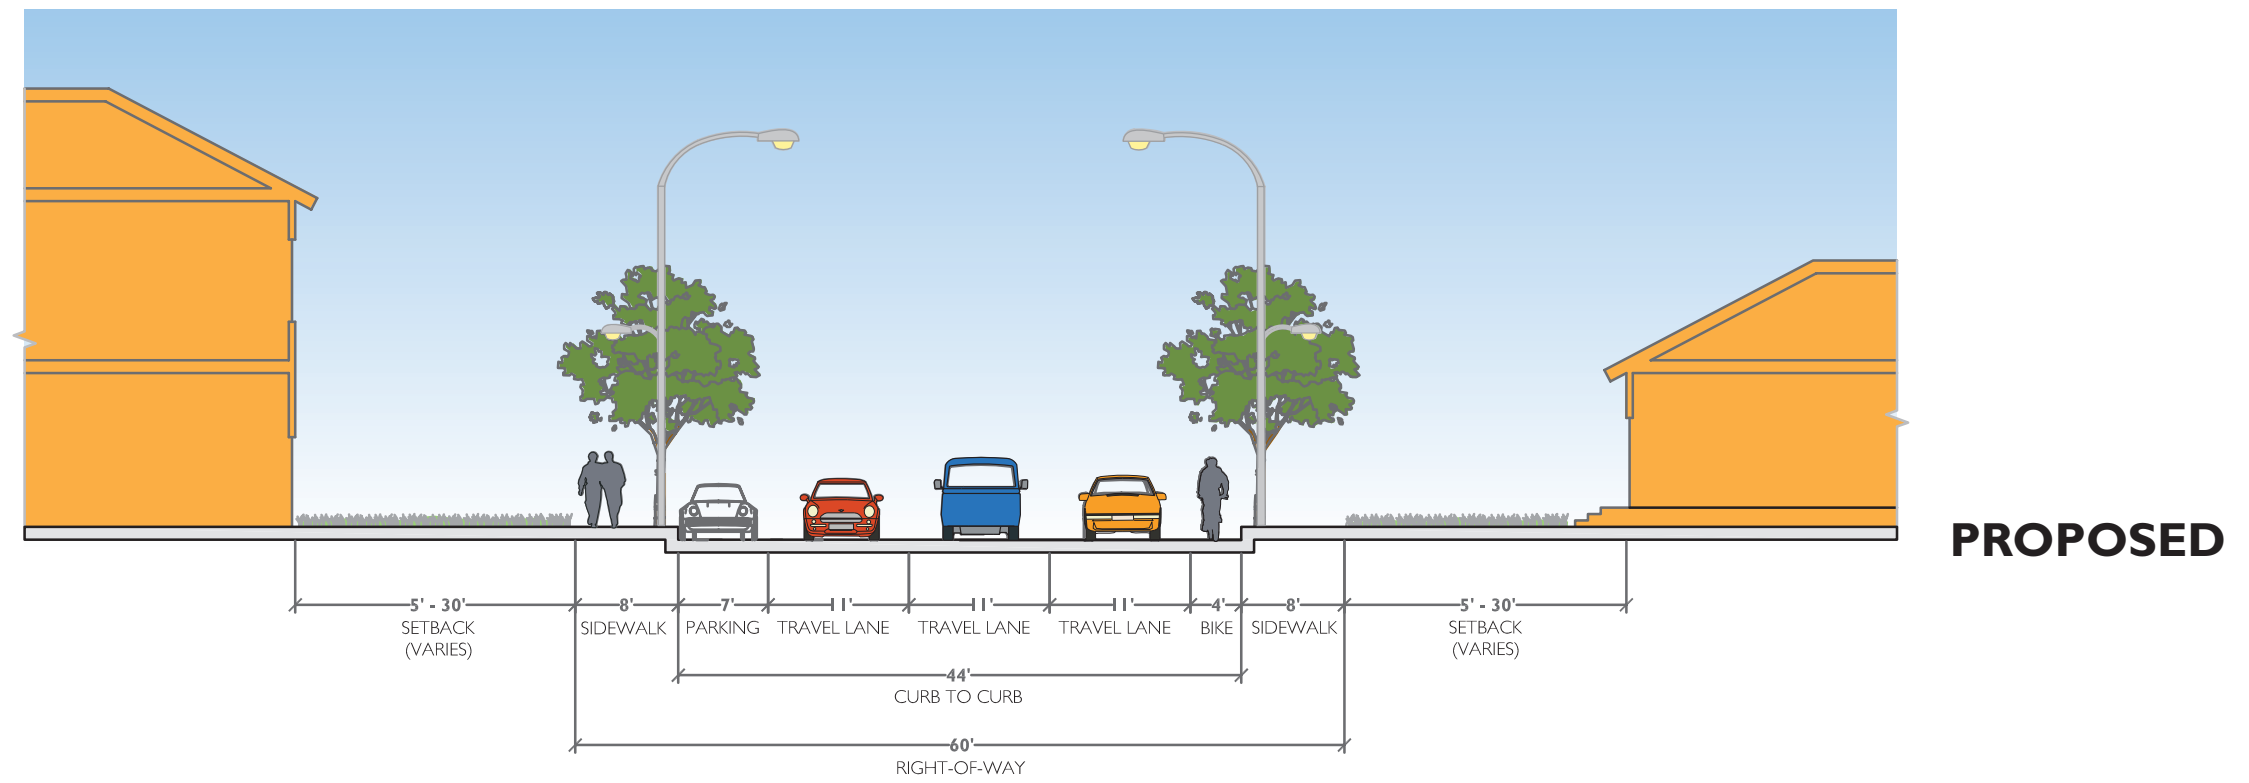 PROPOSED
5' - 30' 8' 7' 11' 11' 11' 4' 8' 5' - 30'
SETBACK SIDEWALK PARKING TRAVEL LANE TRAVEL LANE TRAVEL LANE BIKE SIDEWALK SETBACK
(VARIES) (VARIES)
44'
CURB TO CURB
60'
RIGHT-OF-WAY